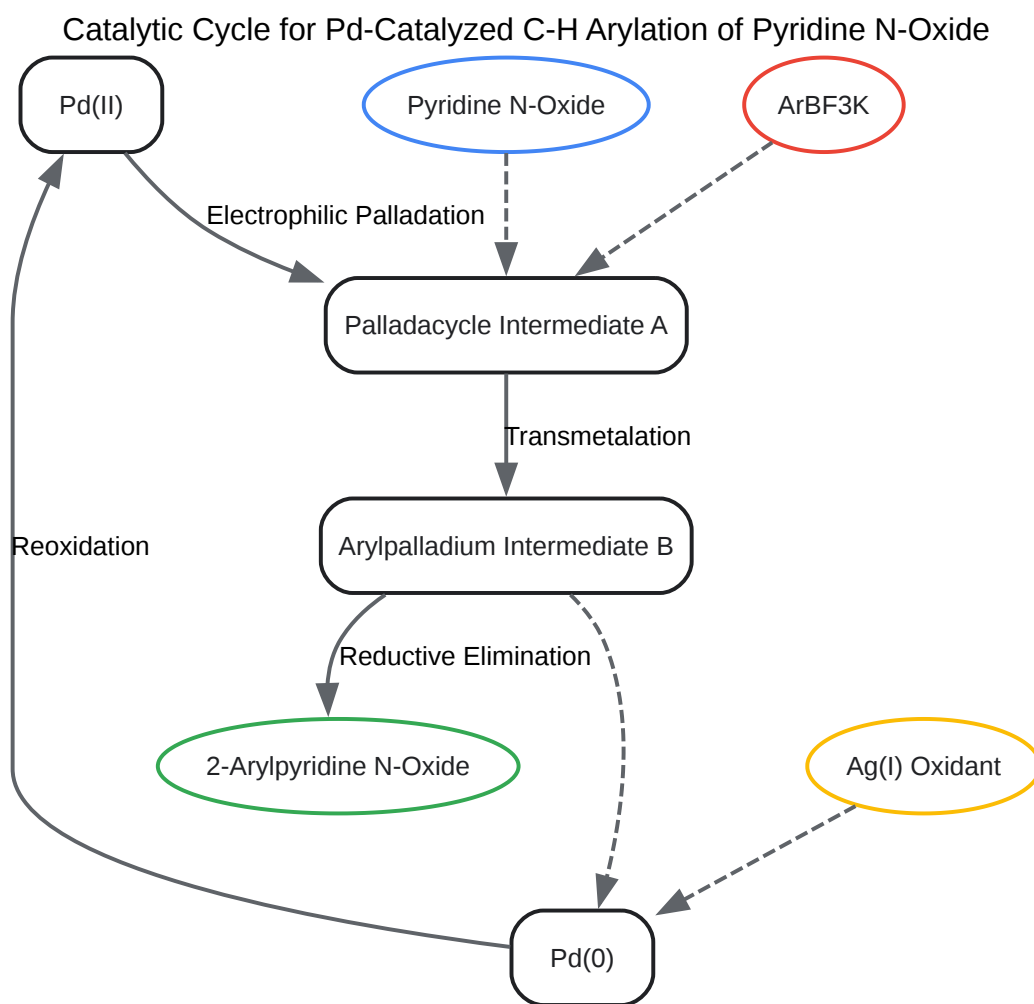 Catalytic Cycle for Pd-Catalyzed C-H Arylation of Pyridine N-Oxide
Pd(II)
Pyridine N-Oxide
ArBF3K
Electrophilic Palladation
Palladacycle Intermediate A
Transmetalation
Arylpalladium Intermediate B
Reoxidation
Reductive Elimination
2-Arylpyridine N-Oxide
Ag(I) Oxidant
Pd(0)